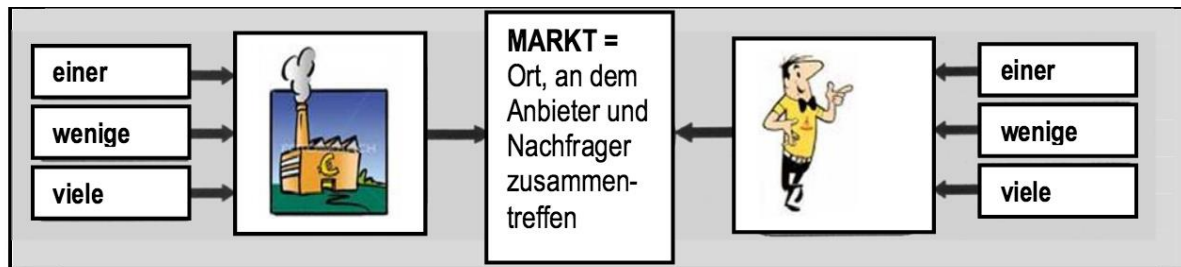 einer
wenige
viele
MARKT =
Ort, an dem
Anbieter und
Nachfrager
zusammen-
treffen
einer
wenige
viele